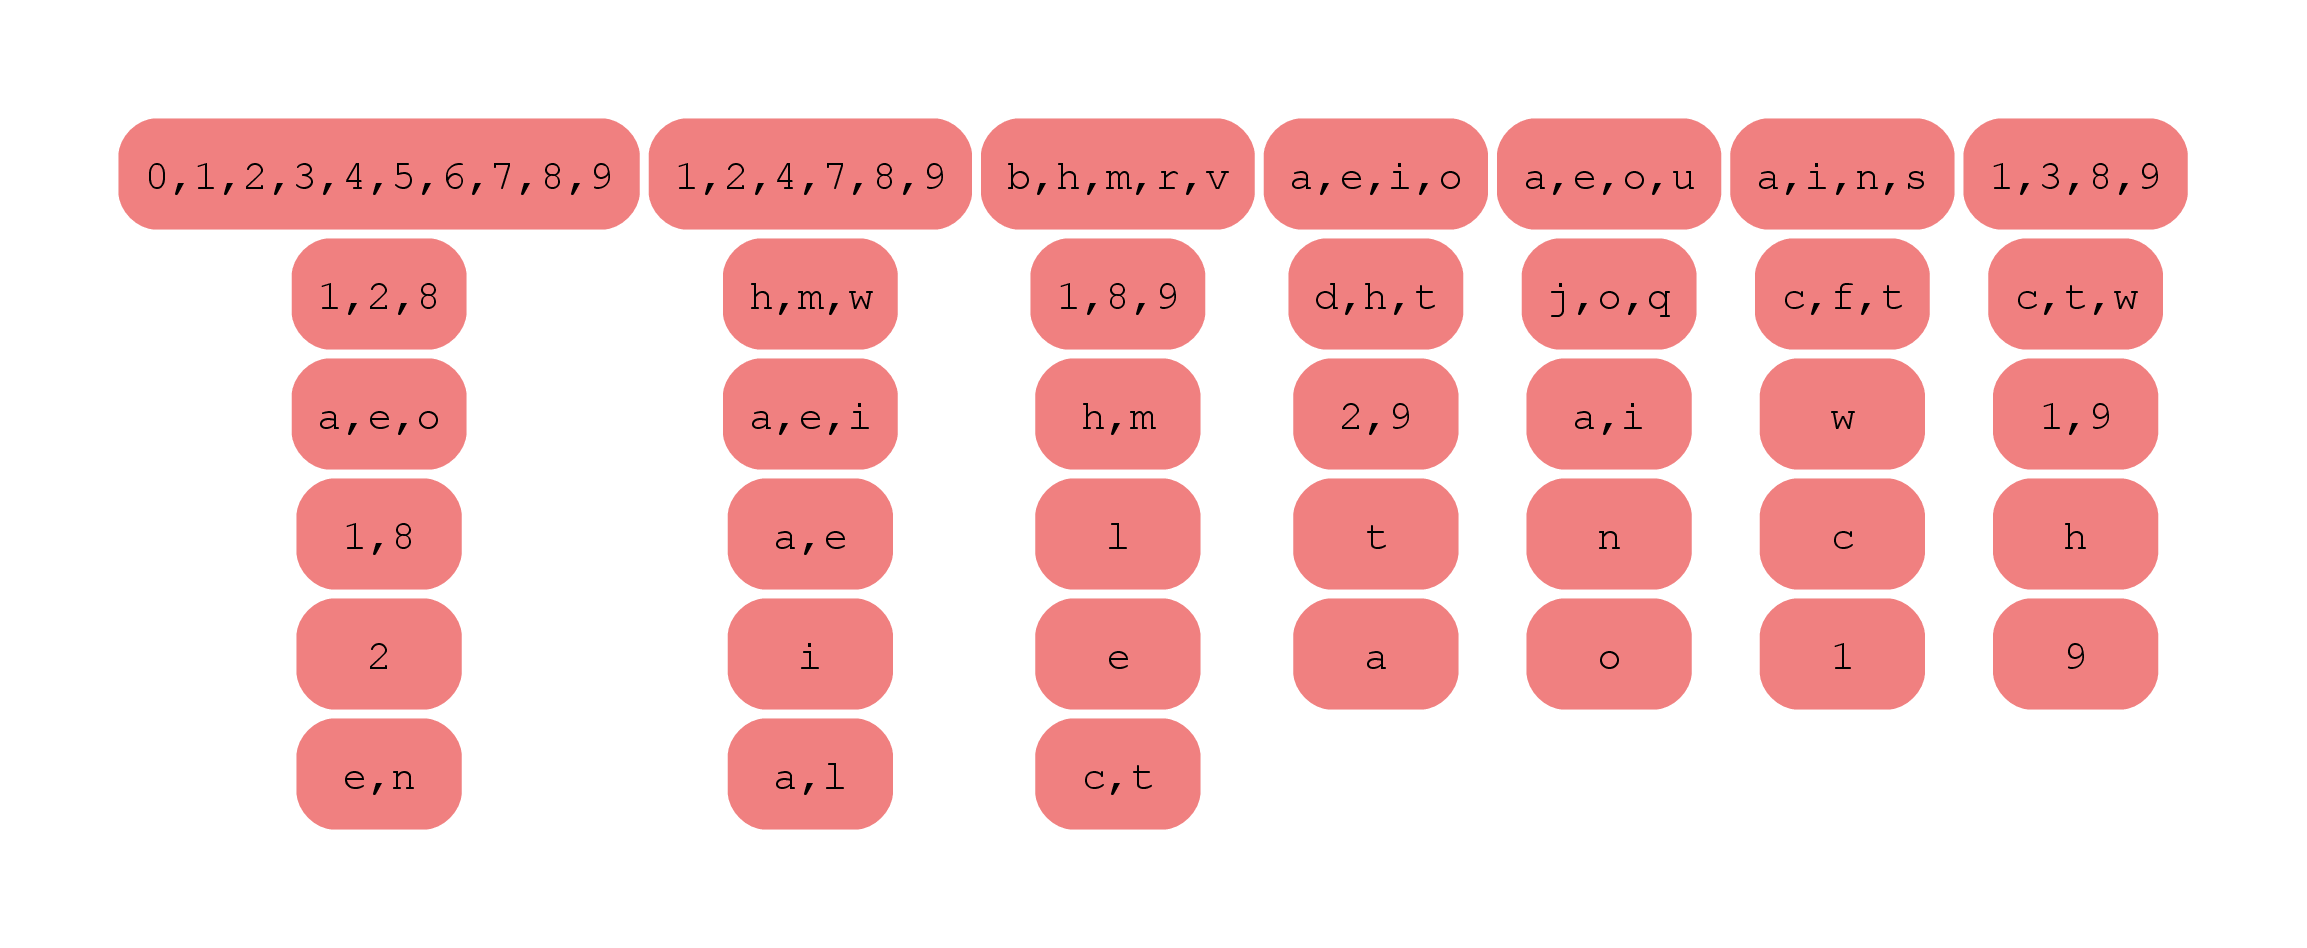 0,1,2,3,4,5,6,7,8,9 1,2,4,7,8,9 b,h,m,r,v a,e,i,o a,e,o,u a,i,n,s 1,3,8,9
1,2,8 h,m,w 1,8,9 d,h,t j,o,q c,f,t c,t,w
a,e,o a,e,i h,m 2,9 a,i w 1,9
1,8 a,e l t n c h
2 i e a o 1 9
e,n a,l c,t